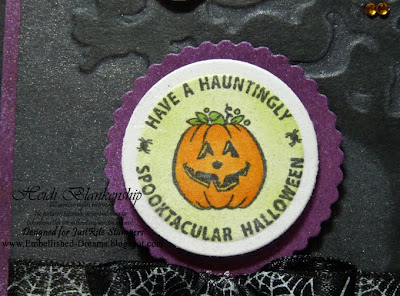 HAVE A HAUNTINGLY
SPOOKTACULAR HALLOWEEN
Heidi Blankenship
Designed for JustRite Stampers
www.Embellished-Dreams.blogspot.com